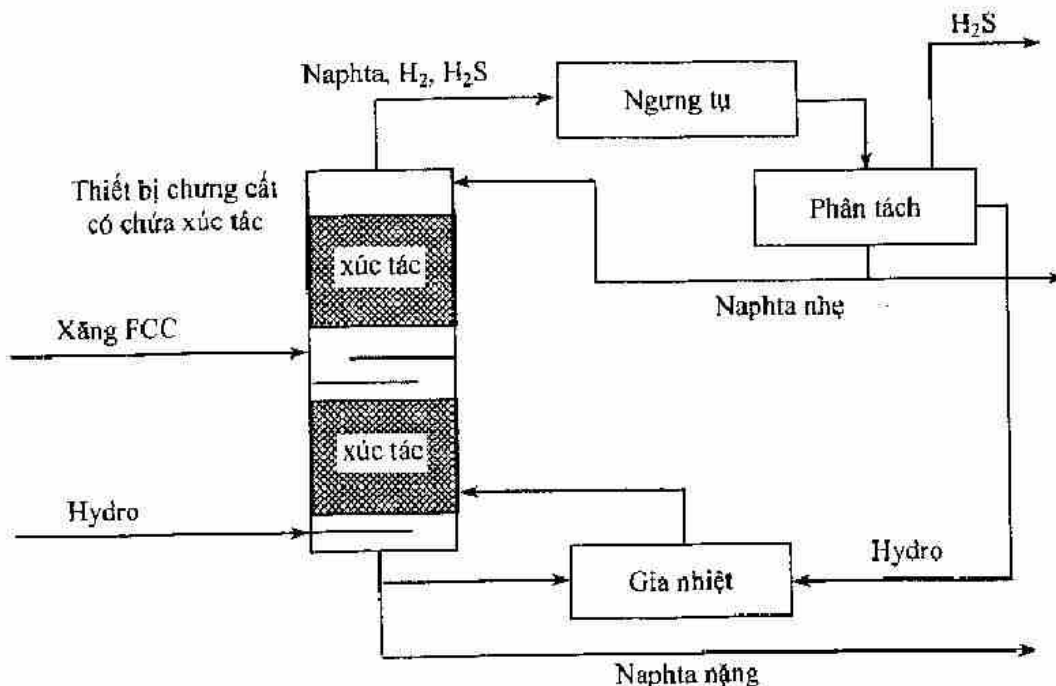 H₂S
Naphta, H₂, H₂S
Ngưng tụ
Thiết bị chưng cất
có chứa xúc tác
Phân tách
xúc tác
Naphta nhẹ
Xăng FCC
xúc tác
Hydro
Gia nhiệt
Hydro
Naphta nặng